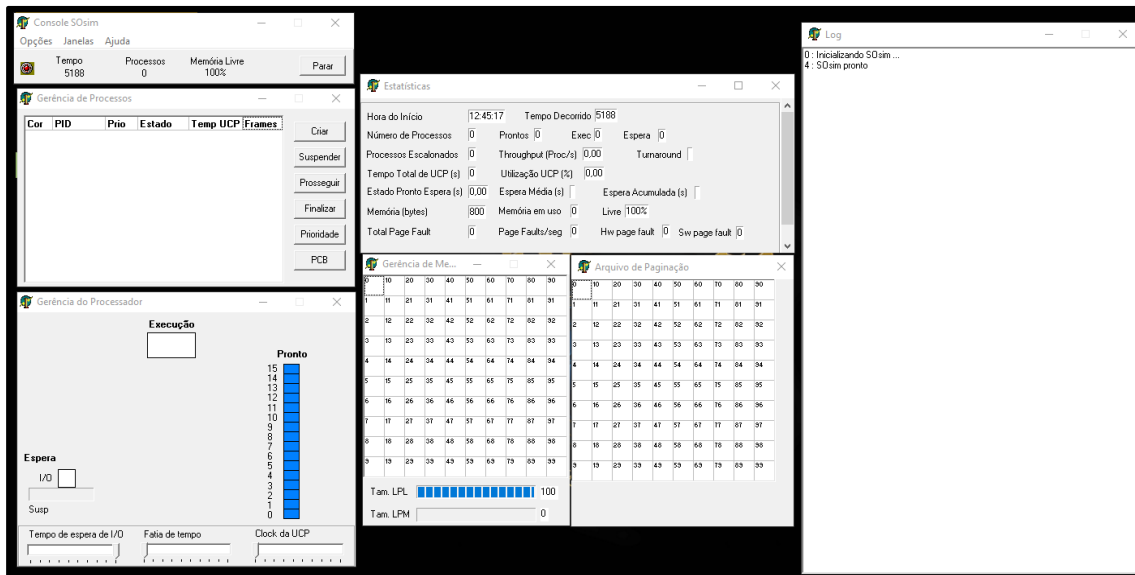 Console SOsim
Opções Janelas Ajuda
Tempo Processos Memória Livre
5188 0 100% Parar
Gerência de Processos
Cor PID Prio Estado Temp UCP Frames
Criar
Suspender
Prosseguir
Finalizar
Prioridade
PCB
Gerência do Processador
Execução
Pronto
15
14
13
12
11
10
9
8
7
6
5
4
3
2
1
0
Espera
I/O
Susp
Tempo de espera de I/O Fatia de tempo Clock da UCP
Estatísticas
Hora do Início 12:45:17 Tempo Decorrido 5188
Número de Processos 0 Prontos 0 Exec 0 Espera 0
Processos Escalonados 0 Throughput (Proc/s) 0,00 Turnaround
Tempo Total de UCP (s) 0 Utilização UCP (%) 0,00
Estado Pronto Espera (s) 0,00 Espera Média (s) Espera Acumulada (s)
Memória (bytes) 800 Memória em uso 0 Livre 100%
Total Page Fault 0 Page Faults/seg 0 Hw page fault 0 Sw page fault 0
Gerência de Me...
0 10 20 30 40 50 60 70 80 90
1 11 21 31 41 51 61 71 81 91
2 12 22 32 42 52 62 72 82 92
3 13 23 33 43 53 63 73 83 93
4 14 24 34 44 54 64 74 84 94
5 15 25 35 45 55 65 75 85 95
6 16 26 36 46 56 66 76 86 96
7 17 27 37 47 57 67 77 87 97
8 18 28 38 48 58 68 78 88 98
9 19 29 39 49 59 69 79 89 99
Tam. LPL 100
Tam. LPM 0
Arquivo de Paginação
0 10 20 30 40 50 60 70 80 90
1 11 21 31 41 51 61 71 81 91
2 12 22 32 42 52 62 72 82 92
3 13 23 33 43 53 63 73 83 93
4 14 24 34 44 54 64 74 84 94
5 15 25 35 45 55 65 75 85 95
6 16 26 36 46 56 66 76 86 96
7 17 27 37 47 57 67 77 87 97
8 18 28 38 48 58 68 78 88 98
9 19 29 39 49 59 69 79 89 99
Log
0 : Inicializando SOsim ...
4 : SOsim pronto